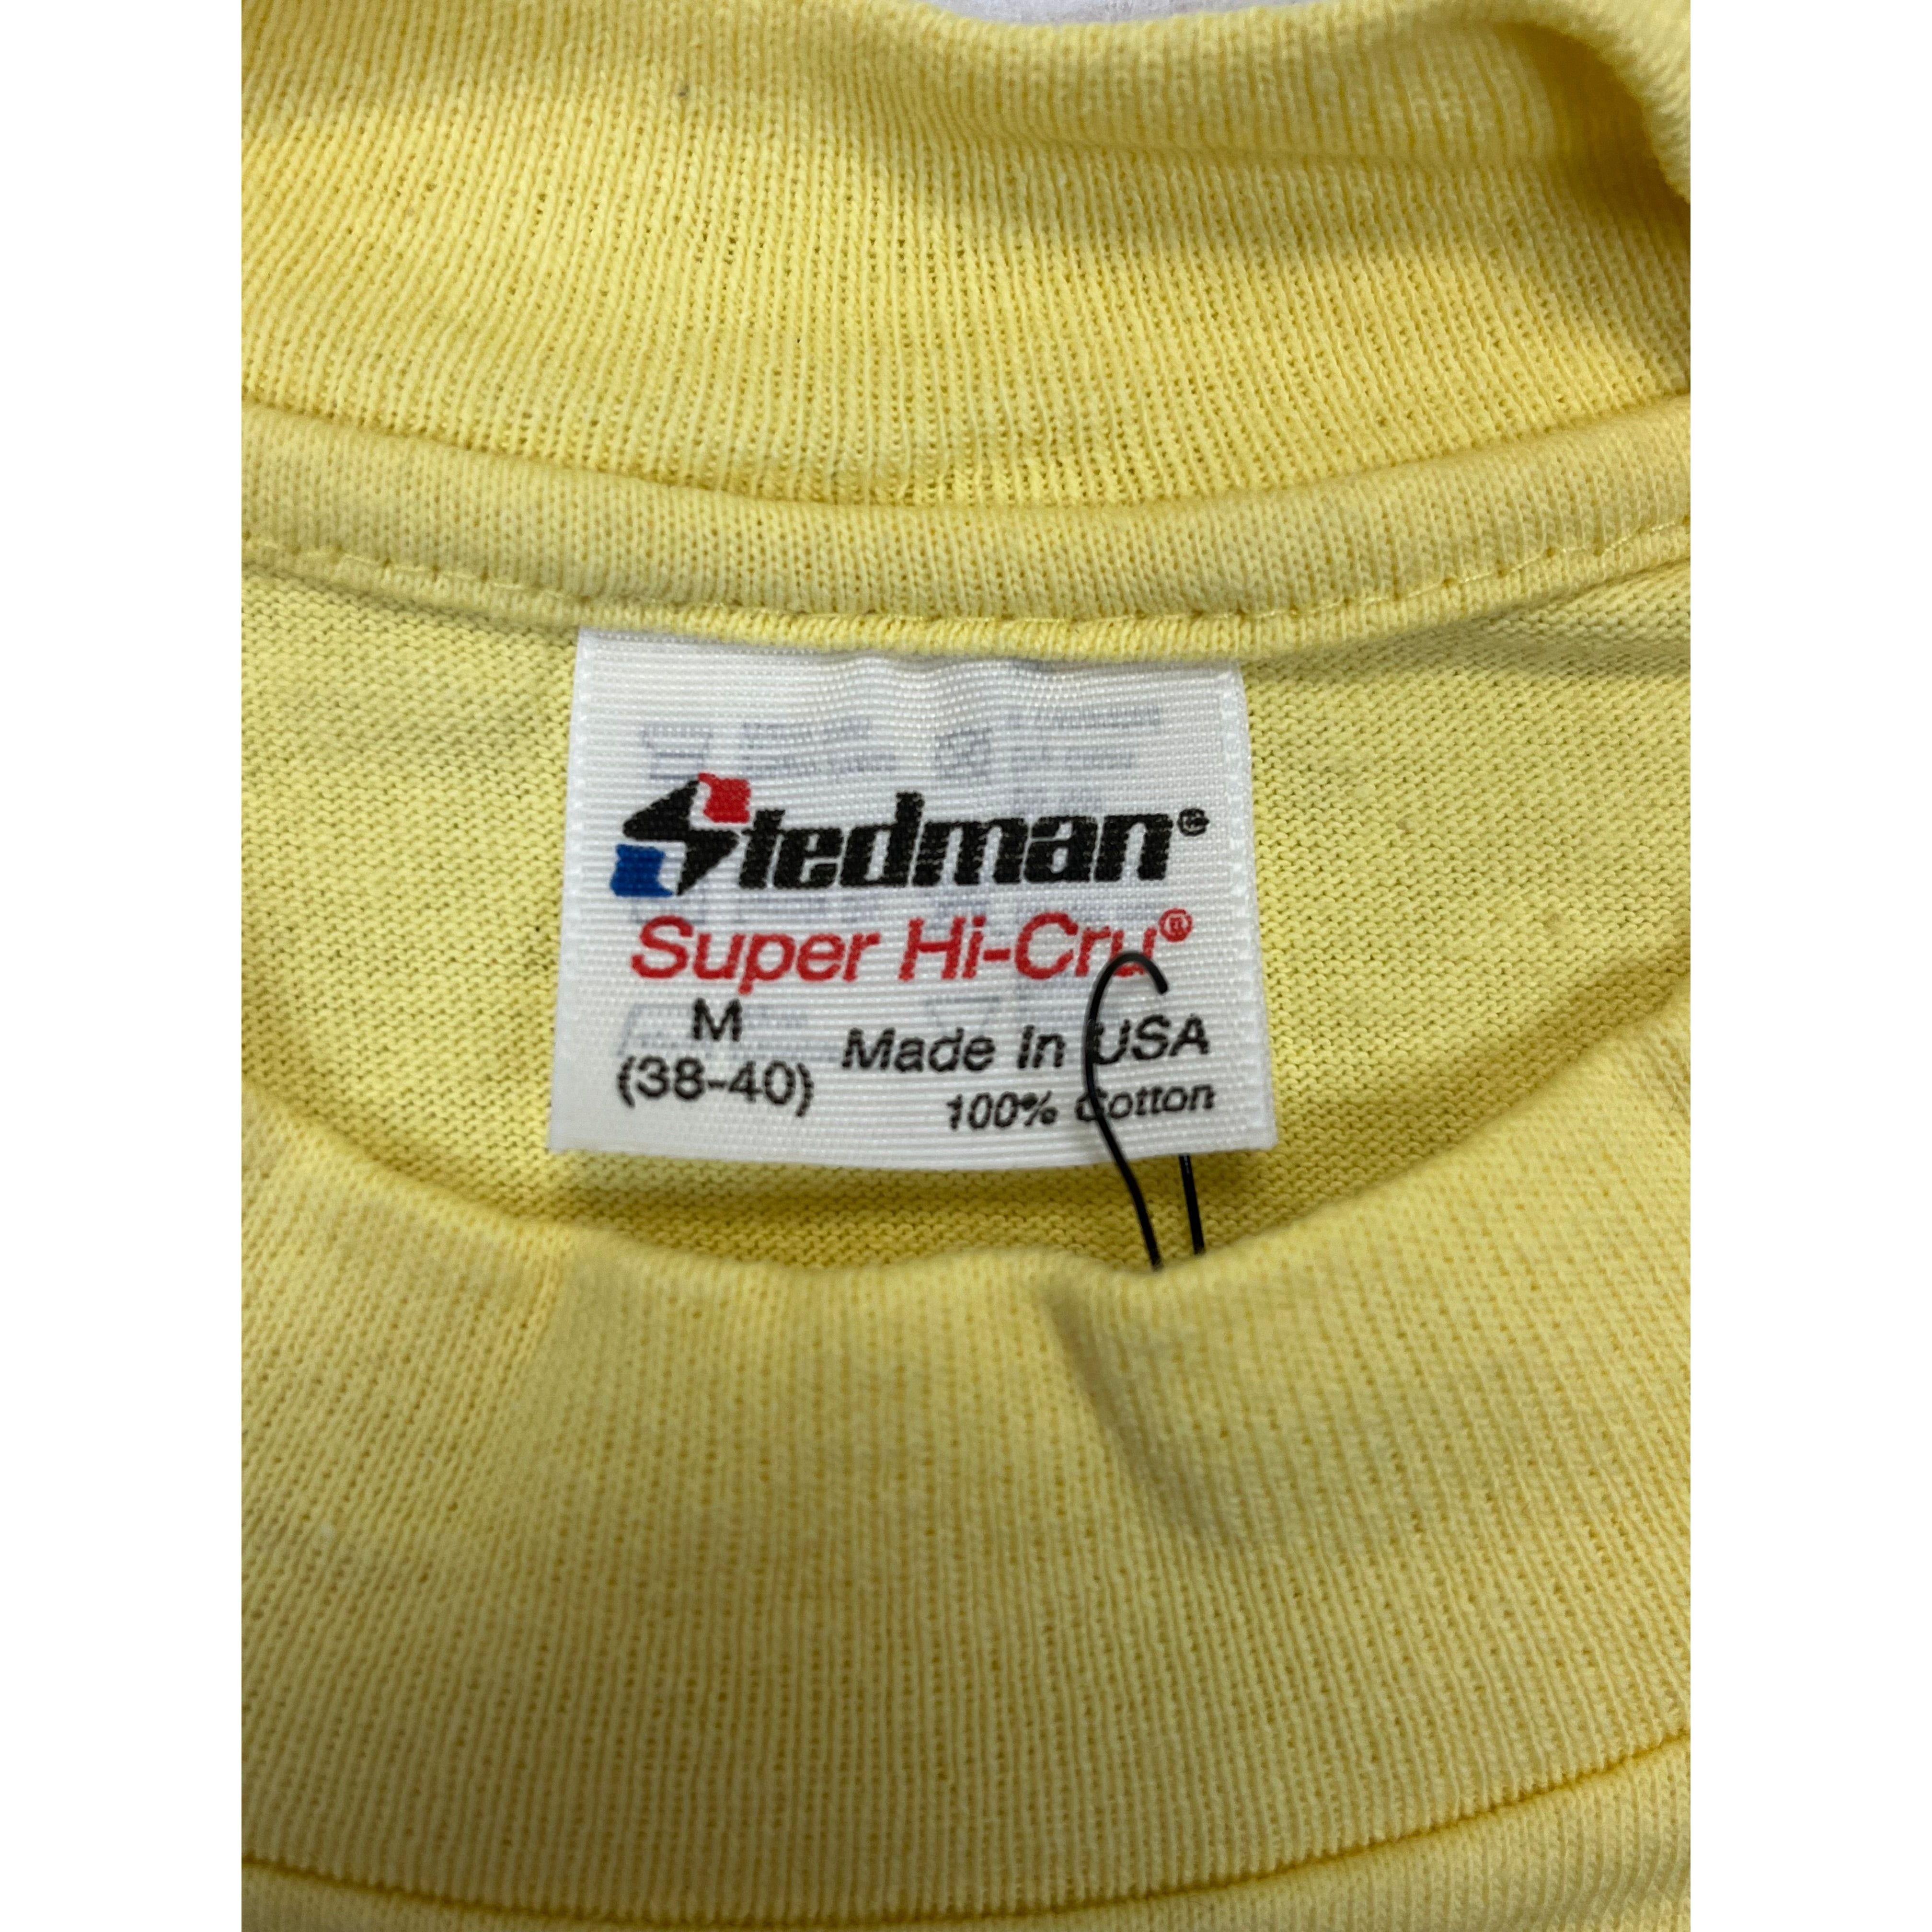 Stedman®
Super Hi-Cru®
M
(38-40)
Made In USA
100% Cotton